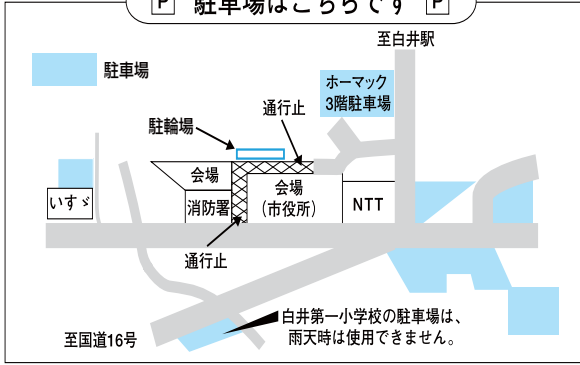 P 駐車場はこちらです P
至白井駅
駐車場
ホーマック
3階駐車場
通行止
駐輪場
会場
会場
(市役所)
いすゞ
消防署
NTT
通行止
白井第一小学校の駐車場は、
雨天時は使用できません。
至国道16号